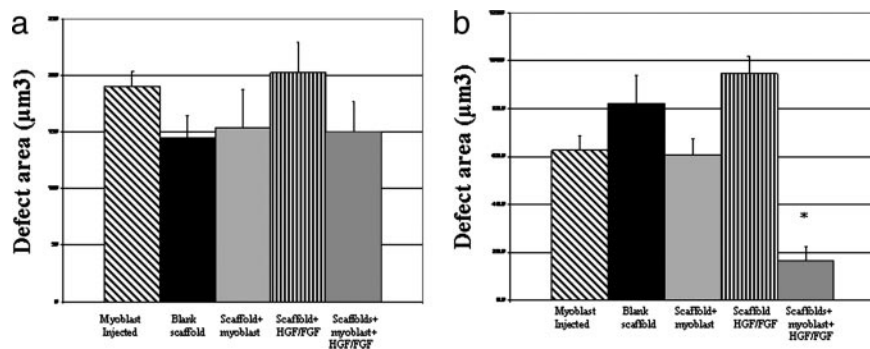 a
Defect area (µm3)
Myoblast
Injected
Blank
scaffold
Scaffold+
myoblast
Scaffold+
HGF/FGF
Scaffolds+
myoblast+
HGF/FGF
b
Defect area (µm3)
*
Myoblast
Injected
Blank
scaffold
Scaffold+
myoblast
Scaffold
HGF/FGF
Scaffolds+
myoblast+
HGF/FGF